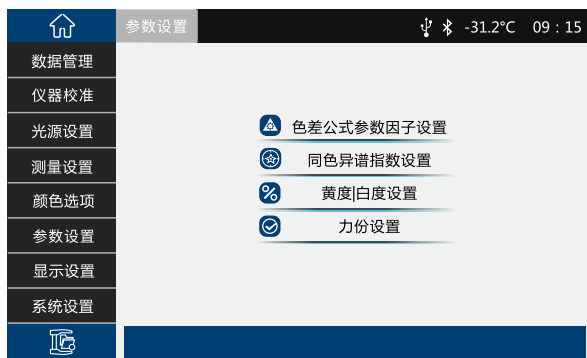 参数设置
-31.2°C 09 : 15
数据管理
仪器校准
光源设置
测量设置
颜色选项
参数设置
显示设置
系统设置
色差公式参数因子设置
同色异谱指数设置
黄度|白度设置
力份设置